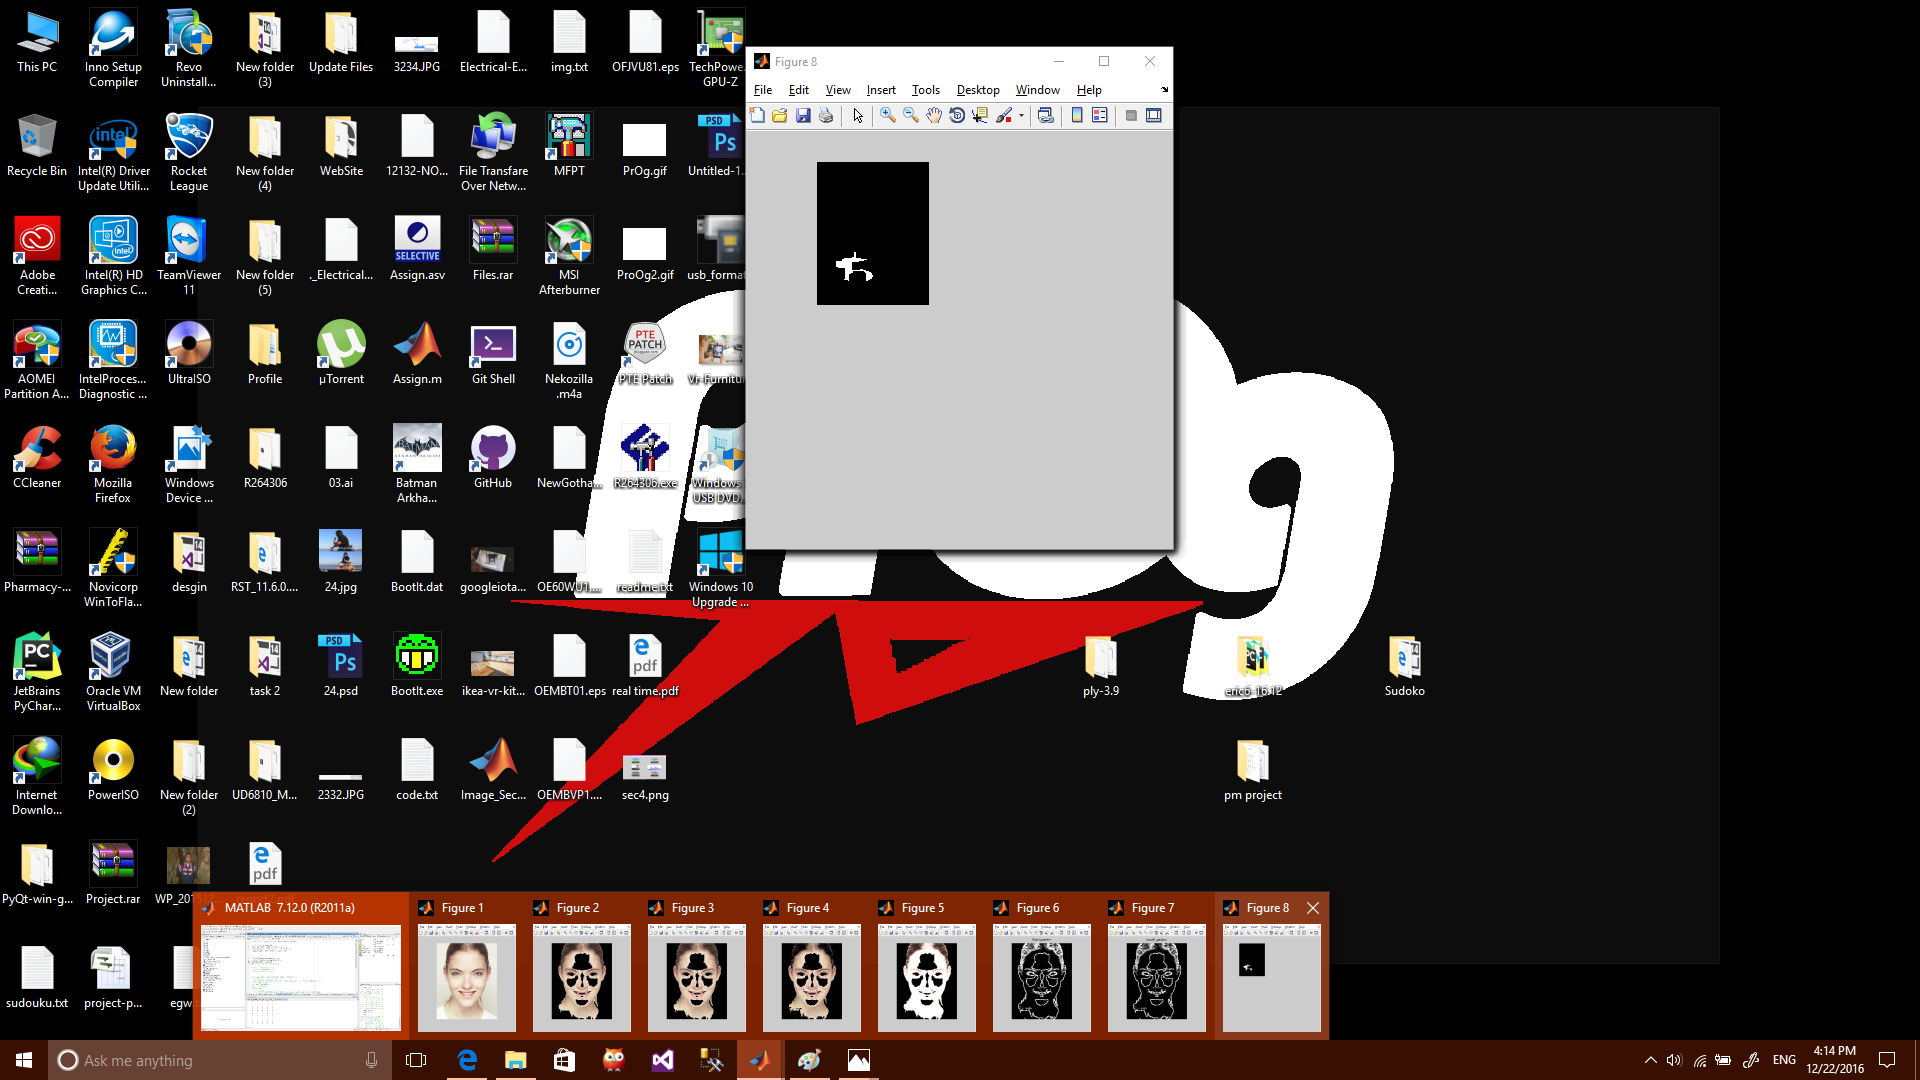 This PC
Inno Setup
Compiler
Revo
Uninstall...
New folder
(3)
Update Files
3234.JPG
Electrical-E...
img.txt
OFJVU81.eps
TechPowe
GPU-Z
Recycle Bin
Intel(R) Driver
Update Utili...
Rocket
League
New folder
(4)
WebSite
12132-NO...
File Transfare
Over Netw...
MFPT
PrOg.gif
Untitled-1
Adobe
Creati...
Intel(R) HD
Graphics C...
TeamViewer
11
New folder
(5)
._Electrical...
SELECTIVE
Assign.asv
Files.rar
MSI
Afterburner
ProOg2.gif
usb_format
AOMEI
Partition A...
IntelProces...
Diagnostic ...
UltraISO
Profile
µTorrent
Assign.m
Git Shell
Nekozilla
.m4a
PTE
PATCH
PTE Patch
Vr-Furnitu
CCleaner
Mozilla
Firefox
Windows
Device ...
R264306
03.ai
Batman
Arkha...
GitHub
NewGotha...
R264306.exe
Windows
USB DVD
Pharmacy-...
Novicorp
WinToFla...
desgin
RST_11.6.0....
24.jpg
BootIt.dat
googleiota...
OE60WU1....
readme.txt
Windows 10
Upgrade ...
JetBrains
PyChar...
Oracle VM
VirtualBox
New folder
task 2
PSD
Ps
24.psd
BootIt.exe
ikea-vr-kit...
OEMBT01.eps
pdf
real time.pdf
ply-3.9
eric6-16.12
Sudoko
Internet
Downlo...
PowerISO
New folder
(2)
UD6810_M...
2332.JPG
code.txt
Image_Sec...
OEMBVP1....
sec4.png
pm project
PyQt-win-g...
Project.rar
WP_201
pdf
sudouku.txt
project-p...
egw
Figure 8
File Edit View Insert Tools Desktop Window Help
MATLAB 7.12.0 (R2011a)
Figure 1
Figure 2
Figure 3
Figure 4
Figure 5
Figure 6
Figure 7
Figure 8
Ask me anything
ENG
4:14 PM
12/22/2016